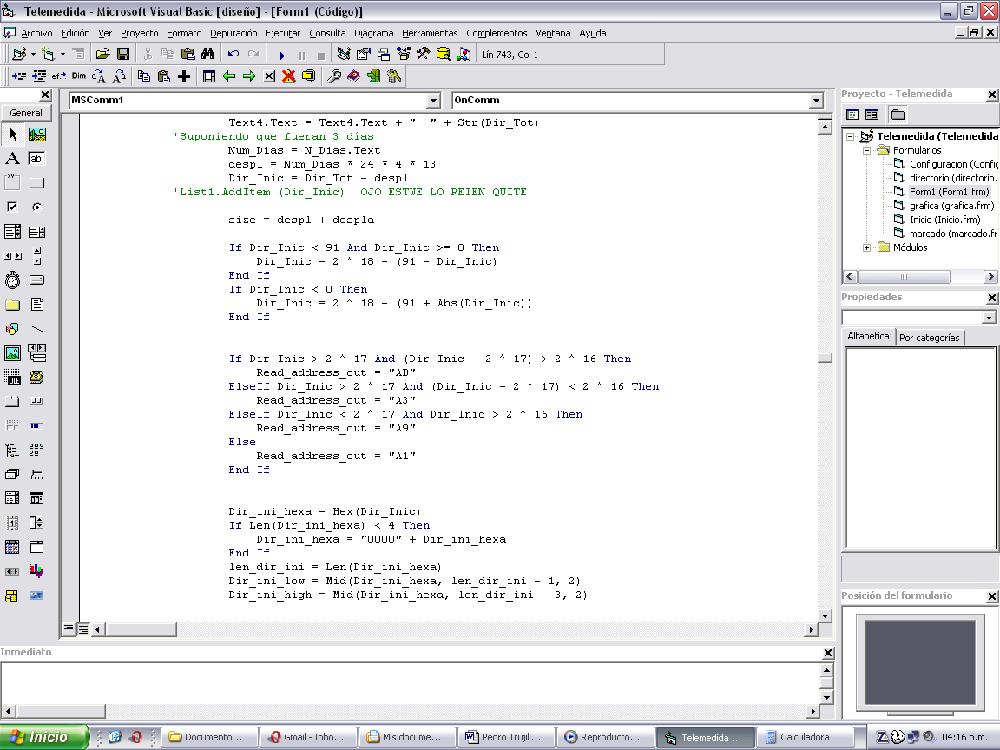 Telemedida - Microsoft Visual Basic [diseño] - [Form1 (Código)]
Archivo Edición Ver Proyecto Formato Depuración Ejecutar Consulta Diagrama Herramientas Complementos Ventana Ayuda
Lín 743, Col 1
General
MSComm1
OnComm
Text4.Text = Text4.Text + "  " + Str(Dir_Tot)
'Suponiendo que fueran 3 días
Num_Dias = N_Dias.Text
despl = Num_Dias * 24 * 4 * 13
Dir_Inic = Dir_Tot - despl
'List1.AddItem (Dir_Inic)  OJO ESTWE LO REIEN QUITE
size = despl + despla
If Dir_Inic < 91 And Dir_Inic >= 0 Then
Dir_Inic = 2 ^ 18 - (91 - Dir_Inic)
End If
If Dir_Inic < 0 Then
Dir_Inic = 2 ^ 18 - (91 + Abs(Dir_Inic))
End If
If Dir_Inic > 2 ^ 17 And (Dir_Inic - 2 ^ 17) > 2 ^ 16 Then
Read_address_out = "AB"
ElseIf Dir_Inic > 2 ^ 17 And (Dir_Inic - 2 ^ 17) < 2 ^ 16 Then
Read_address_out = "A3"
ElseIf Dir_Inic < 2 ^ 17 And Dir_Inic > 2 ^ 16 Then
Read_address_out = "A9"
Else
Read_address_out = "A1"
End If
Dir_ini_hexa = Hex(Dir_Inic)
If Len(Dir_ini_hexa) < 4 Then
Dir_ini_hexa = "0000" + Dir_ini_hexa
End If
len_dir_ini = Len(Dir_ini_hexa)
Dir_ini_low = Mid(Dir_ini_hexa, len_dir_ini - 1, 2)
Dir_ini_high = Mid(Dir_ini_hexa, len_dir_ini - 3, 2)
Proyecto - Telemedida
Telemedida (Telemedida
Formularios
Configuracion (Config
directorio (directorio.
Form1 (Form1.frm)
grafica (grafica.frm)
Inicio (Inicio.frm)
marcado (marcado.fr
Módulos
Propiedades
Alfabética
Por categorías
Posición del formulario
Inmediato
Inicio
Documento...
Gmail - Inbo...
Mis docume...
Pedro Trujill...
Reproducto...
Telemedida ...
Calculadora
04:16 p.m.